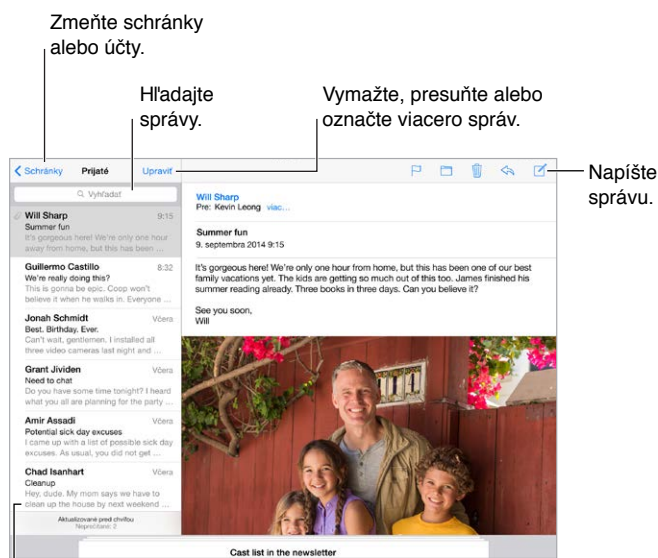 Zmeňte schránky
alebo účty.
Hľadajte
správy.
Vymažte, presuňte alebo
označte viacero správ.
Napíšte
správu.
Schránky
Prijaté
Upraviť
Vyhľadať
Will Sharp 9:15
Summer fun
It's gorgeous here! We're only one hour
away from home, but this has been ...
Guillermo Castillo 8:32
We're really doing this?
This is gonna be epic. Coop won't
believe it when he walks in. Everyone ...
Jonah Schmidt Včera
Best. Birthday. Ever.
Can't wait, gentlemen. I installed all
three video cameras last night and ...
Grant Jividen Včera
Need to chat
Do you have some time tonight? I heard
what you all are planning for the party ...
Amir Assadi Včera
Potential sick day excuses
I came up with a list of possible sick day
excuses. As usual, you did not get ...
Chad Isanhart Včera
Cleanup
Hey, dude. My mom says we have to
clean up the house by next weekend ...
Aktualizované pred chvíľou
Neprečítané: 2
Will Sharp
Pre: Kevin Leong viac...
Summer fun
9. septembra 2014 9:15
It's gorgeous here! We're only one hour from home, but this has been one of our best
family vacations yet. The kids are getting so much out of this too. James finished his
summer reading already. Three books in three days. Can you believe it?
See you soon,
Will
114
Cast list in the newsletter